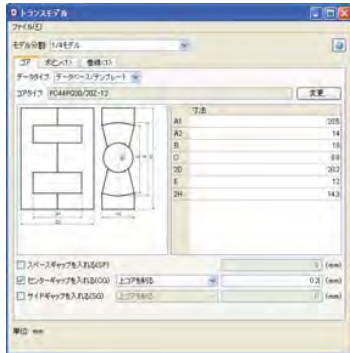 トランスモデル
ファイル(E)
モデル分割 1/4モデル
コア ボビン(1) 巻線(1)
データタイプ データベース/テンプレート
コアタイプ PC44PQ20/20Z-12 変更
寸法
A1 20.5
A2 14
B 18
C 8.8
2D 20.2
E 12
2H 14.3
スペースギャップを入れる(SP) (mm)
センターギャップを入れる(CG) 上コアを削る 0.2 (mm)
サイドギャップを入れる(SG) 上コアを削る (mm)
単位 mm